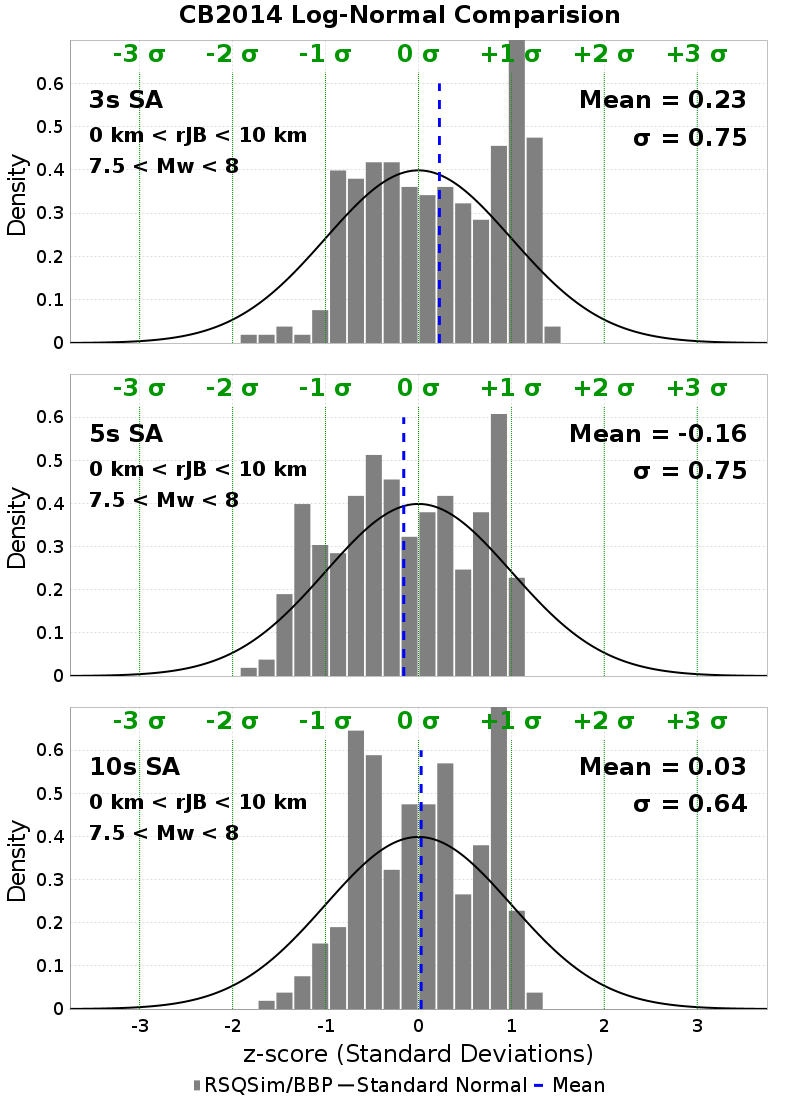 CB2014 Log-Normal Comparision
-3 σ -2 σ -1 σ 0 σ +1 σ +2 σ +3 σ
3s SA
0 km < rJB < 10 km
7.5 < Mw < 8
Mean = 0.23
σ = 0.75
Density
0.6
0.5
0.4
0.3
0.2
0.1
0
-3 σ -2 σ -1 σ 0 σ +1 σ +2 σ +3 σ
5s SA
0 km < rJB < 10 km
7.5 < Mw < 8
Mean = -0.16
σ = 0.75
Density
0.6
0.5
0.4
0.3
0.2
0.1
0
-3 σ -2 σ -1 σ 0 σ +1 σ +2 σ +3 σ
10s SA
0 km < rJB < 10 km
7.5 < Mw < 8
Mean = 0.03
σ = 0.64
Density
0.6
0.5
0.4
0.3
0.2
0.1
0
-3 -2 -1 0 1 2 3
z-score (Standard Deviations)
RSQSim/BBP Standard Normal Mean